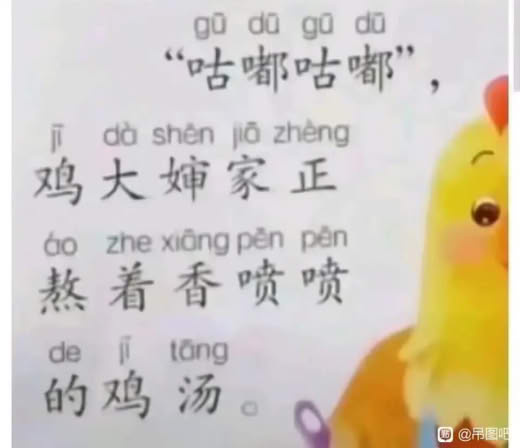 gū dū gū dū
“咕嘟咕嘟”，
jī dà shěn jiā zhèng
鸡大婶家正
áo zhe xiāng pēn pēn
熬着香喷喷
de jī tāng
的鸡汤。
@吊图吧